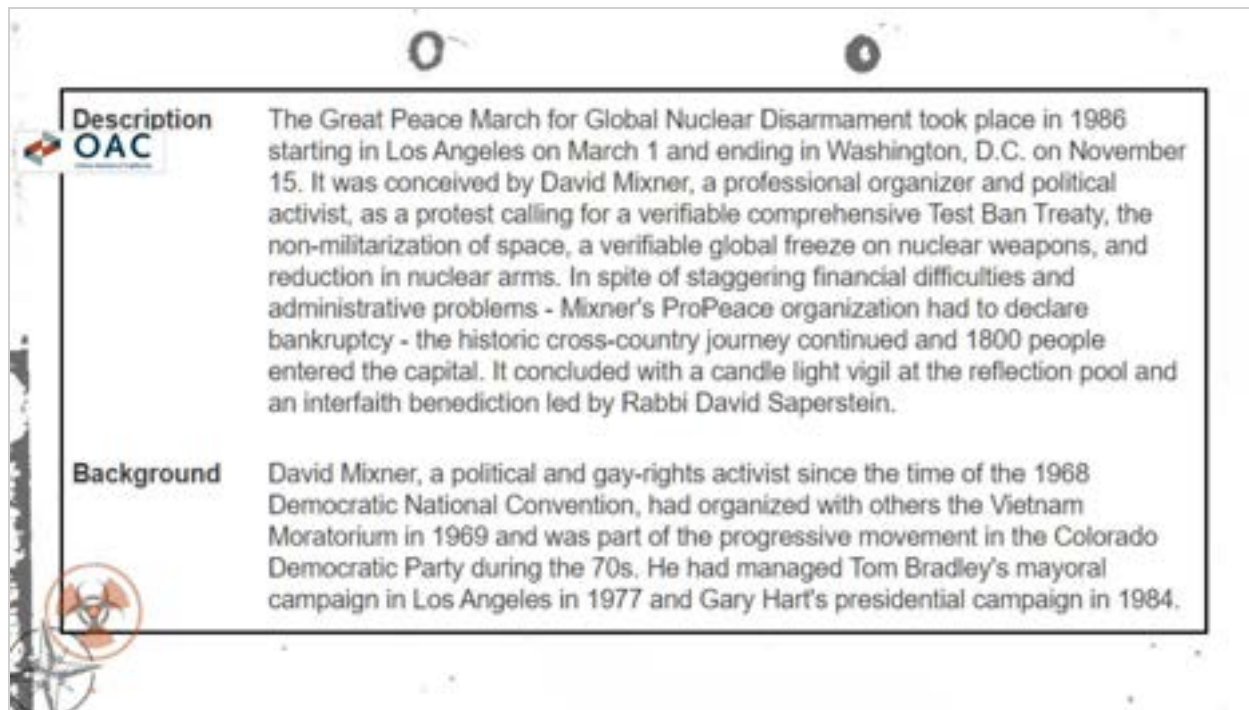 Description
The Great Peace March for Global Nuclear Disarmament took place in 1986
starting in Los Angeles on March 1 and ending in Washington, D.C. on November
15. It was conceived by David Mixner, a professional organizer and political
activist, as a protest calling for a verifiable comprehensive Test Ban Treaty, the
non-militarization of space, a verifiable global freeze on nuclear weapons, and
reduction in nuclear arms. In spite of staggering financial difficulties and
administrative problems - Mixner's ProPeace organization had to declare
bankruptcy - the historic cross-country journey continued and 1800 people
entered the capital. It concluded with a candle light vigil at the reflection pool and
an interfaith benediction led by Rabbi David Saperstein.
OAC
Background
David Mixner, a political and gay-rights activist since the time of the 1968
Democratic National Convention, had organized with others the Vietnam
Moratorium in 1969 and was part of the progressive movement in the Colorado
Democratic Party during the 70s. He had managed Tom Bradley's mayoral
campaign in Los Angeles in 1977 and Gary Hart's presidential campaign in 1984.